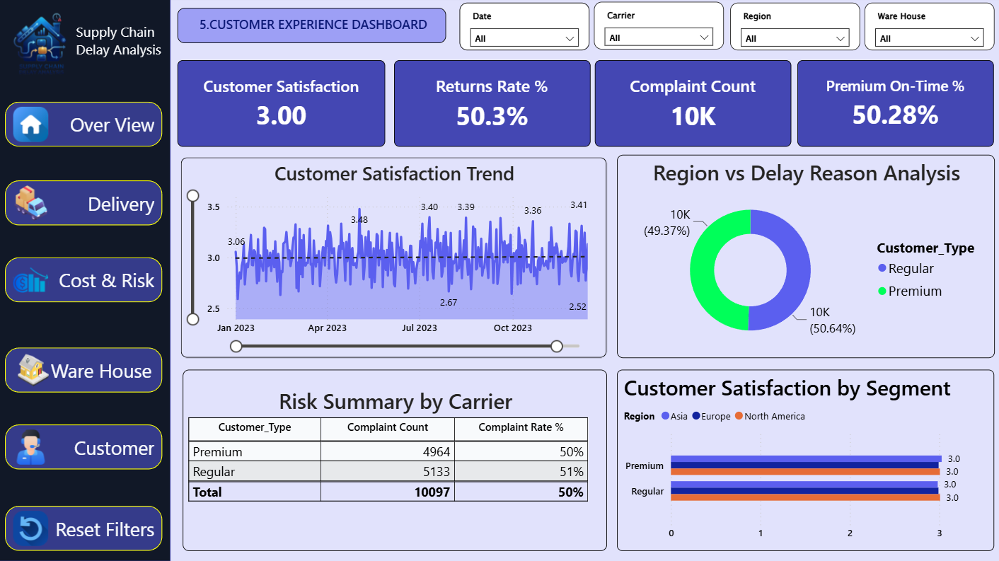 Supply Chain
Delay Analysis
SUPPLY CHAIN
Over View
Delivery
Cost & Risk
Ware House
Customer
Reset Filters
5.CUSTOMER EXPERIENCE DASHBOARD
Date
All
Carrier
All
Region
All
Ware House
All
Customer Satisfaction
3.00
Returns Rate %
50.3%
Complaint Count
10K
Premium On-Time %
50.28%
Customer Satisfaction Trend
3.5
3.0
2.5
3.06
3.48
3.40
3.39
3.36
3.41
2.67
2.52
Jan 2023 Apr 2023 Jul 2023 Oct 2023
Region vs Delay Reason Analysis
10K
(49.37%)
10K
(50.64%)
Customer_Type
Regular
Premium
Risk Summary by Carrier
Customer_Type Complaint Count Complaint Rate %
Premium 4964 50%
Regular 5133 51%
Total 10097 50%
Customer Satisfaction by Segment
Region Asia Europe North America
Premium
3.0
3.0
Regular
3.0
3.0
0 1 2 3